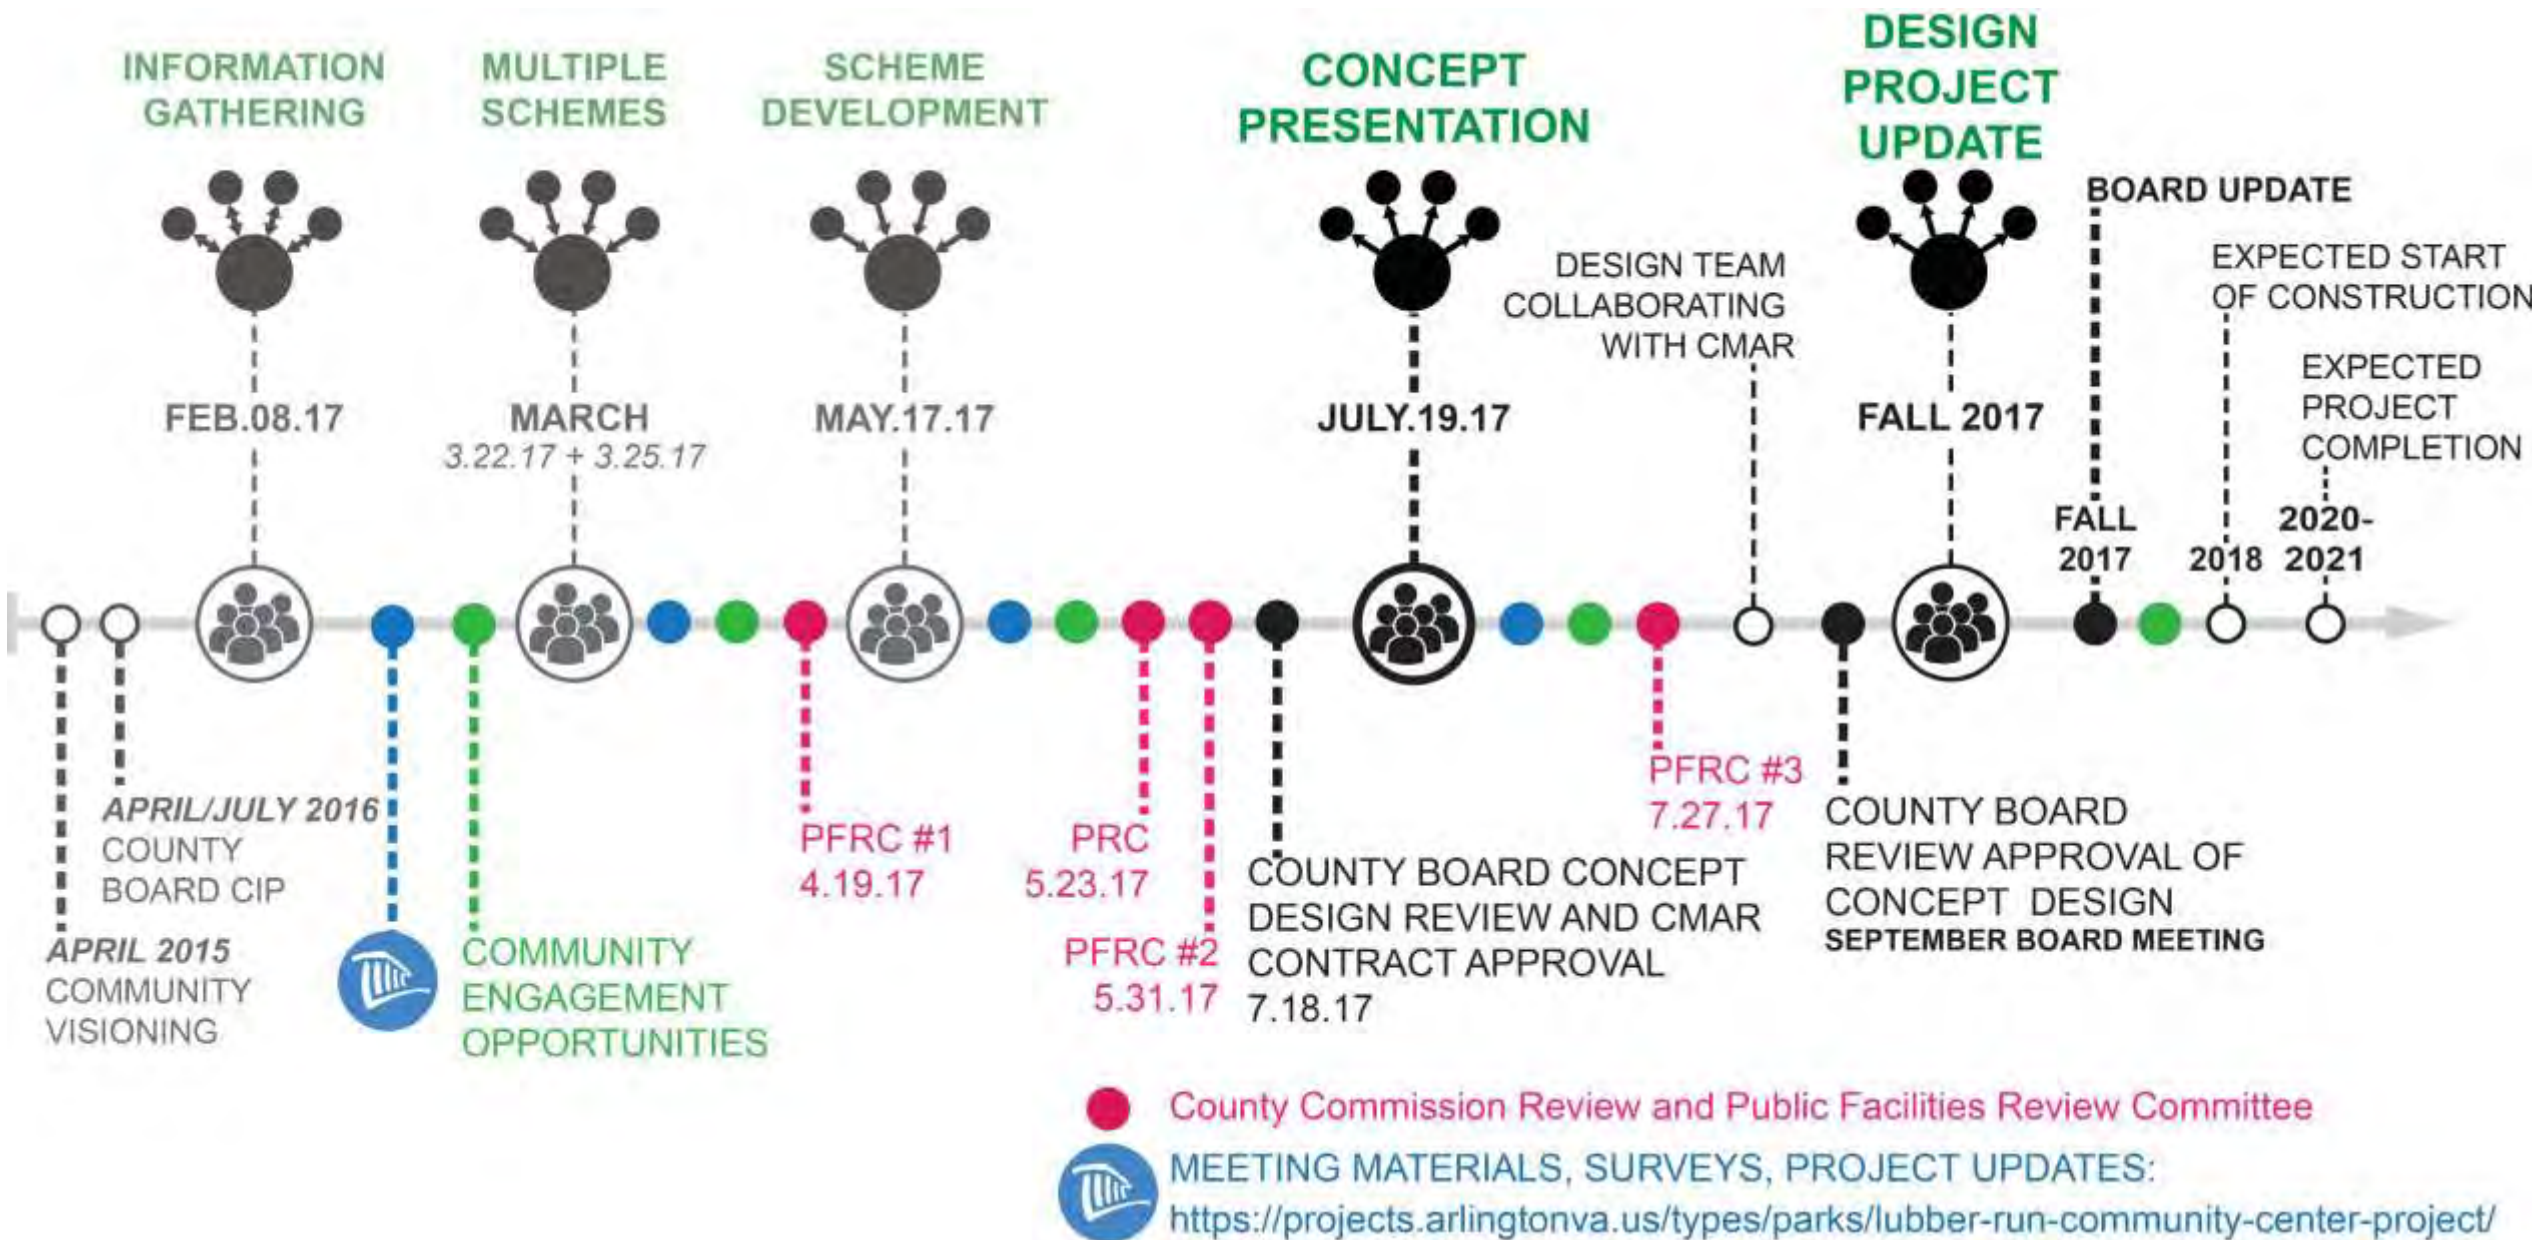 INFORMATION
GATHERING
MULTIPLE
SCHEMES
SCHEME
DEVELOPMENT
CONCEPT
PRESENTATION
DESIGN
PROJECT
UPDATE
BOARD UPDATE
DESIGN TEAM
COLLABORATING
WITH CMAR
EXPECTED START
OF CONSTRUCTION
EXPECTED
PROJECT
COMPLETION
FEB.08.17
MARCH
3.22.17 + 3.25.17
MAY.17.17
JULY.19.17
FALL 2017
FALL
2017
2018
2020-
2021
APRIL/JULY 2016
COUNTY
BOARD CIP
APRIL 2015
COMMUNITY
VISIONING
COMMUNITY
ENGAGEMENT
OPPORTUNITIES
PFRC #1
4.19.17
PRC
5.23.17
PFRC #2
5.31.17
COUNTY BOARD CONCEPT
DESIGN REVIEW AND CMAR
CONTRACT APPROVAL
7.18.17
PFRC #3
7.27.17
COUNTY BOARD
REVIEW APPROVAL OF
CONCEPT DESIGN
SEPTEMBER BOARD MEETING
County Commission Review and Public Facilities Review Committee
MEETING MATERIALS, SURVEYS, PROJECT UPDATES:
https://projects.arlingtonva.us/types/parks/lubber-run-community-center-project/